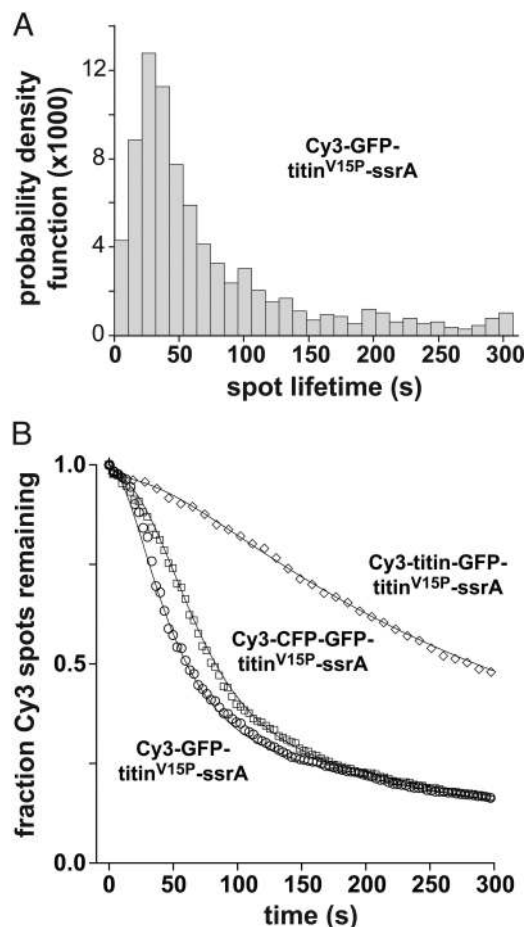 A
probability density
function (x1000)
12
8
4
0
Cy3-GFP-
titinV15P-ssrA
0 50 100 150 200 250 300
spot lifetime (s)
B
fraction Cy3 spots remaining
1.0
0.5
0.0
Cy3-titin-GFP-
titinV15P-ssrA
Cy3-CFP-GFP-
titinV15P-ssrA
Cy3-GFP-
titinV15P-ssrA
0 50 100 150 200 250 300
time (s)